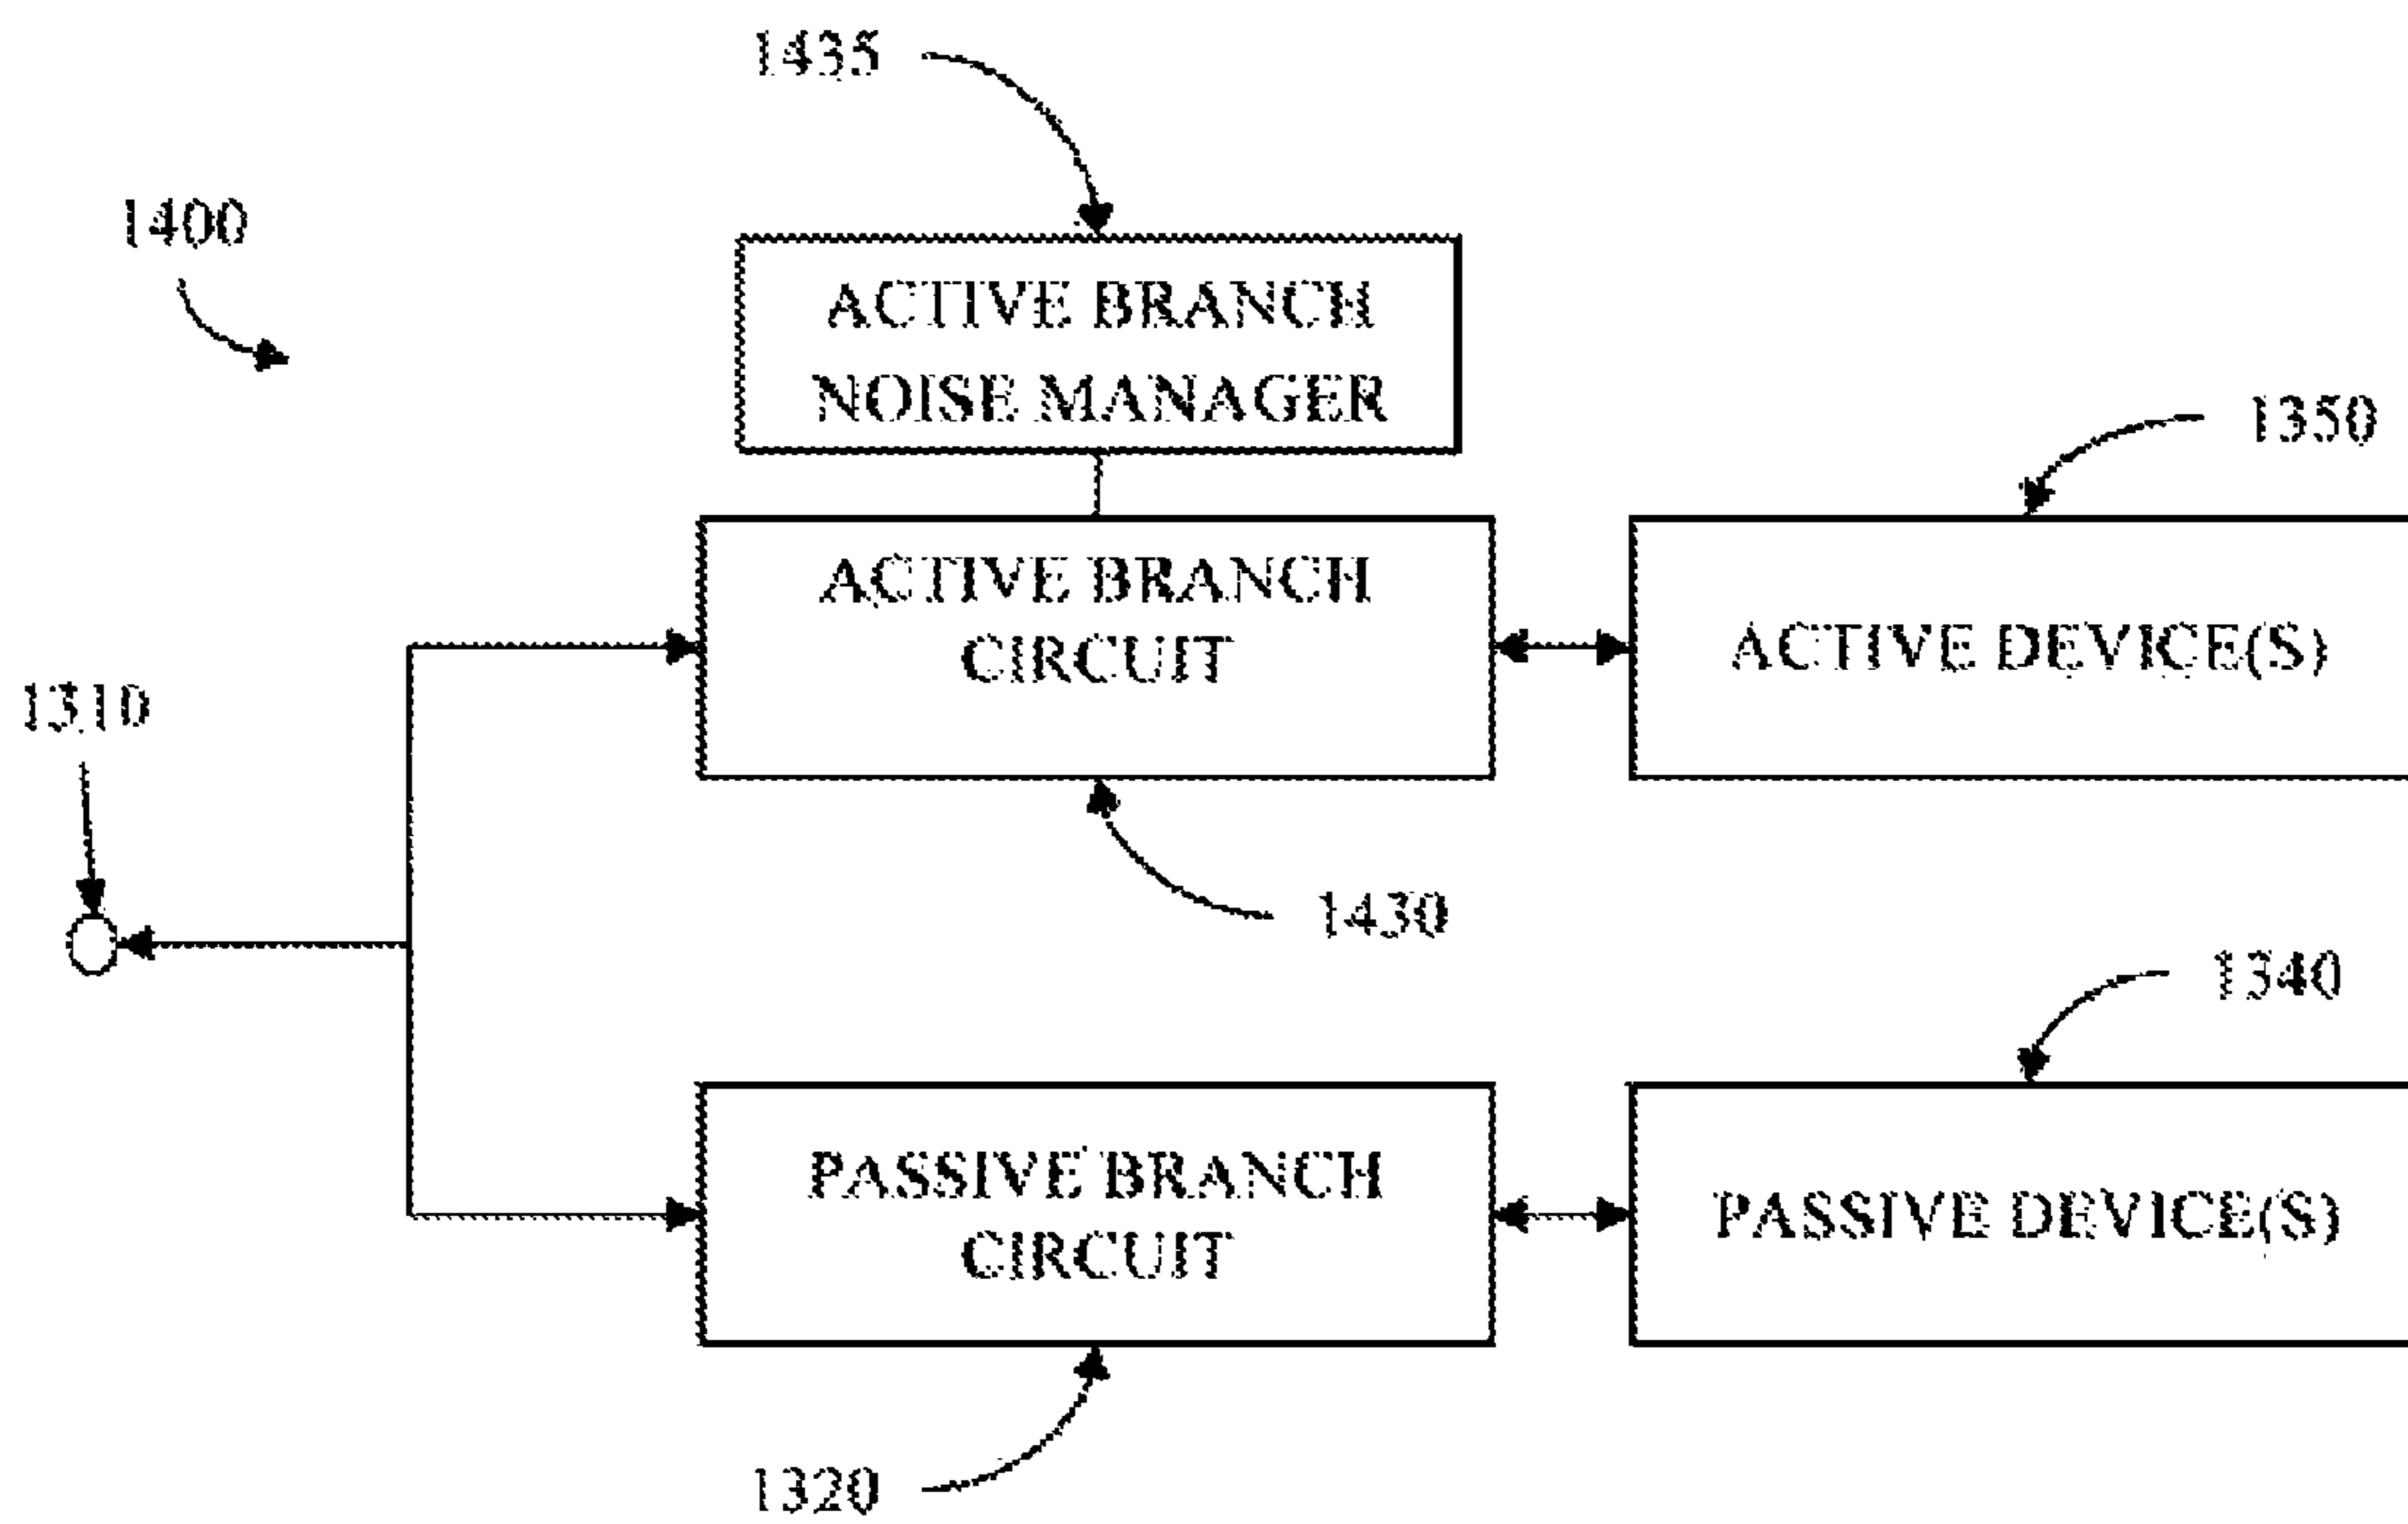 1435
1400
ACTIVE BRANCH
NOISE MANAGER
1350
ACTIVE BRANCH
CIRCUIT
ACTIVE DEVICE(S)
1310
1430
1340
PASSIVE BRANCH
CIRCUIT
PASSIVE DEVICE(S)
1320